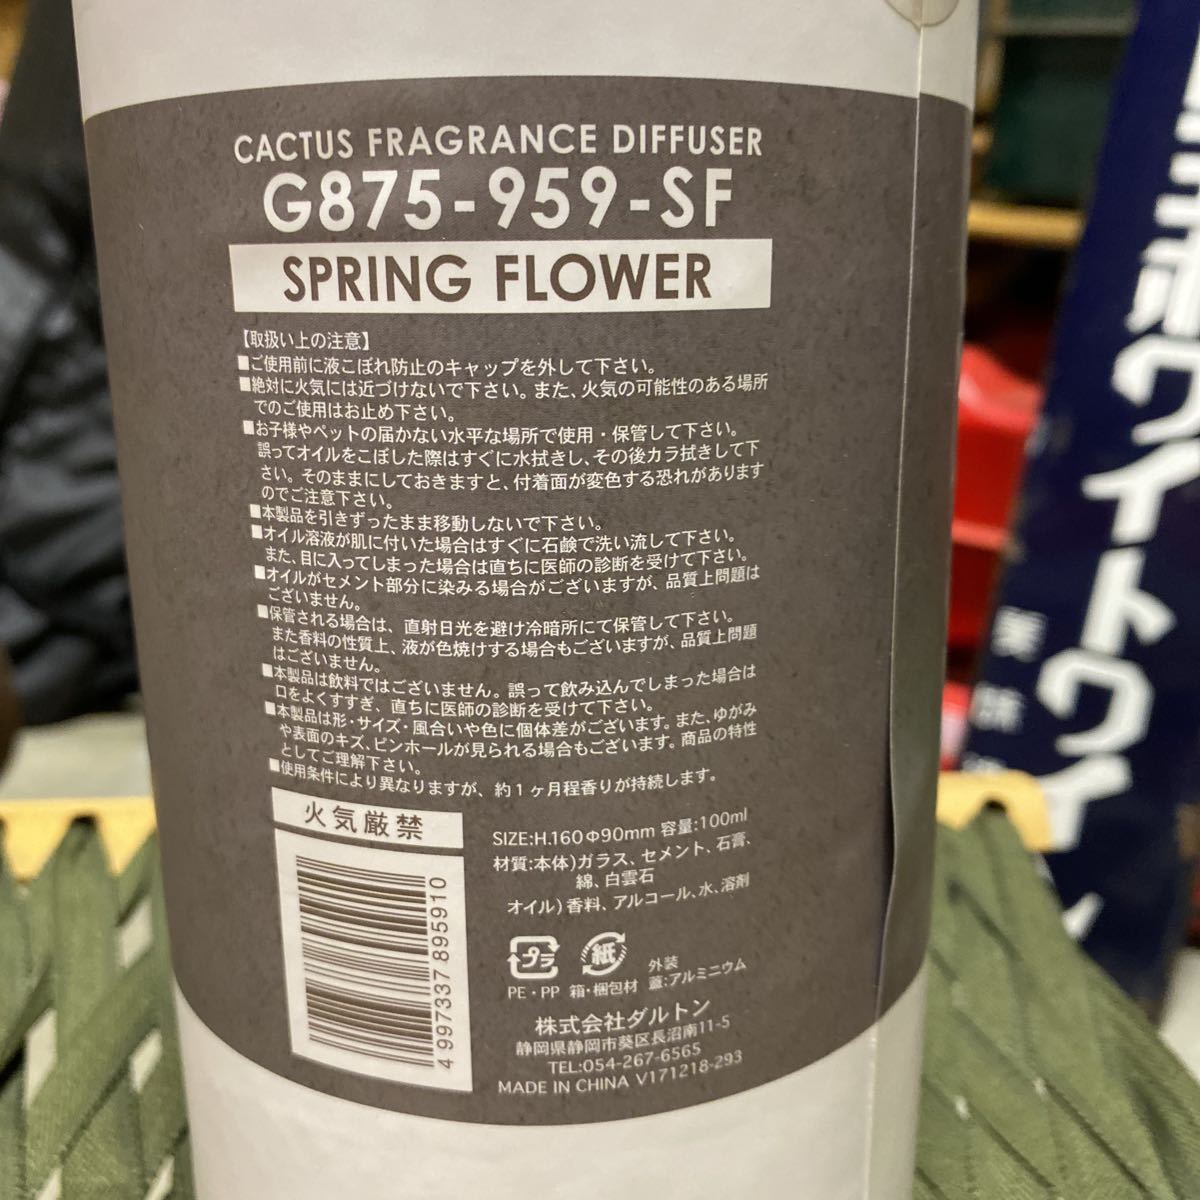 CACTUS FRAGRANCE DIFFUSER
G875-959-SF
SPRING FLOWER
【取扱い上の注意】
■ご使用前に液こぼれ防止のキャップを外して下さい。
■絶対に火気には近づけないで下さい。また、火気の可能性のある場所
でのご使用はお止め下さい。
■お子様やペットの届かない水平な場所で使用・保管して下さい。
誤ってオイルをこぼした際はすぐに水拭きし、その後カラ拭きして下
さい。そのままにしておきますと、付着面が変色する恐れがあります
のでご注意下さい。
■本製品を引きずったまま移動しないで下さい。
■オイル溶液が肌に付いた場合はすぐに石鹸で洗い流して下さい。
また、目に入ってしまった場合は直ちに医師の診断を受けて下さい。
■オイルがセメント部分に染みる場合がございますが、品質上問題は
ございません。
■保管される場合は、直射日光を避け冷暗所にて保管して下さい。
また香料の性質上、液が色焼けする場合もございますが、品質上問題
はございません。
■本製品は飲料ではございません。誤って飲み込んでしまった場合は
口をよくすすぎ、直ちに医師の診断を受けて下さい。
■本製品は形・サイズ・風合いや色に個体差がございます。また、ゆがみ
や表面のキズ、ピンホールが見られる場合もございます。商品の特性
としてご理解下さい。
■使用条件により異なりますが、約1ヶ月程香りが持続します。
火気厳禁
4997337895910
SIZE:H.160Φ90mm 容量:100ml
材質:本体)ガラス、セメント、石膏、
綿、白雲石
オイル)香料、アルコール、水、溶剤
プラ
PE・PP
紙
箱・梱包材
外装
蓋:アルミニウム
株式会社ダルトン
静岡県静岡市葵区長沼南11-5
TEL:054-267-6565
MADE IN CHINA V171218-293
ホワイトワイン